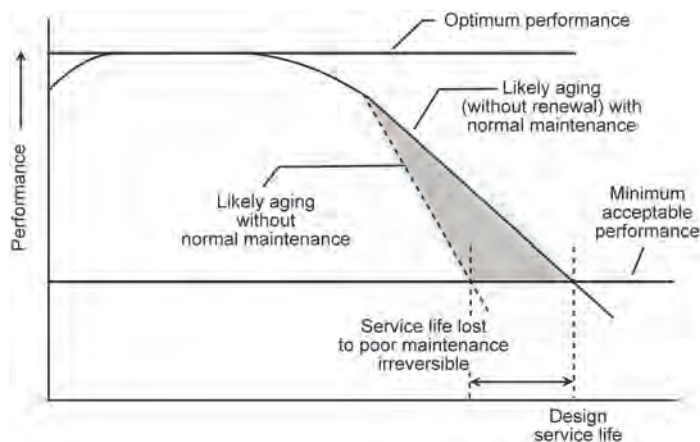 Optimum performance
Likely aging
(without renewal) with
normal maintenance
Performance
Likely aging
without
normal maintenance
Minimum
acceptable
performance
Service life lost
to poor maintenance
irreversible
Design
service life